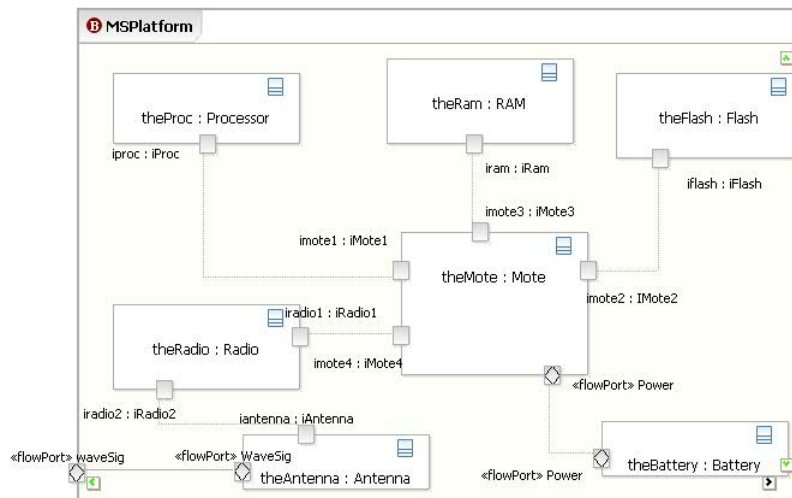 B MSPlatform
theProc : Processor
theRam : RAM
theFlash : Flash
iproc : iProc
iram : iRam
iflash : iFlash
imote3 : iMote3
imote1 : iMote1
theMote : Mote
imote2 : IMote2
iradio1 : iRadio1
theRadio : Radio
imote4 : iMote4
«flowPort» Power
iradio2 : iRadio2
iantenna : iAntenna
«flowPort» waveSig
«flowPort» WaveSig
theAntenna : Antenna
«flowPort» Power
theBattery : Battery